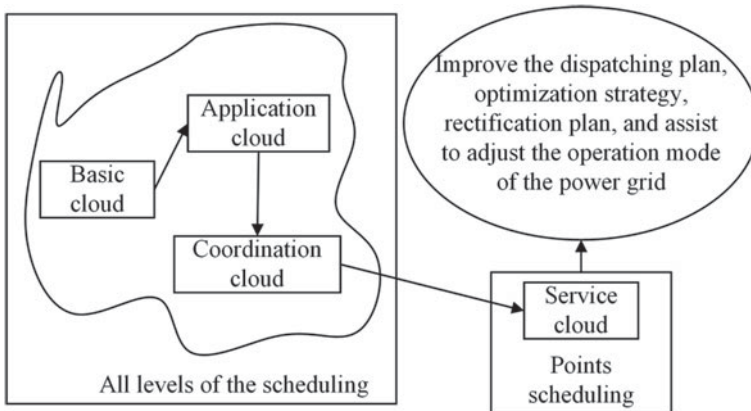 Application
cloud
Basic
cloud
Coordination
cloud
All levels of the scheduling
Improve the dispatching plan,
optimization strategy,
rectification plan, and assist
to adjust the operation mode
of the power grid
Service
cloud
Points
scheduling